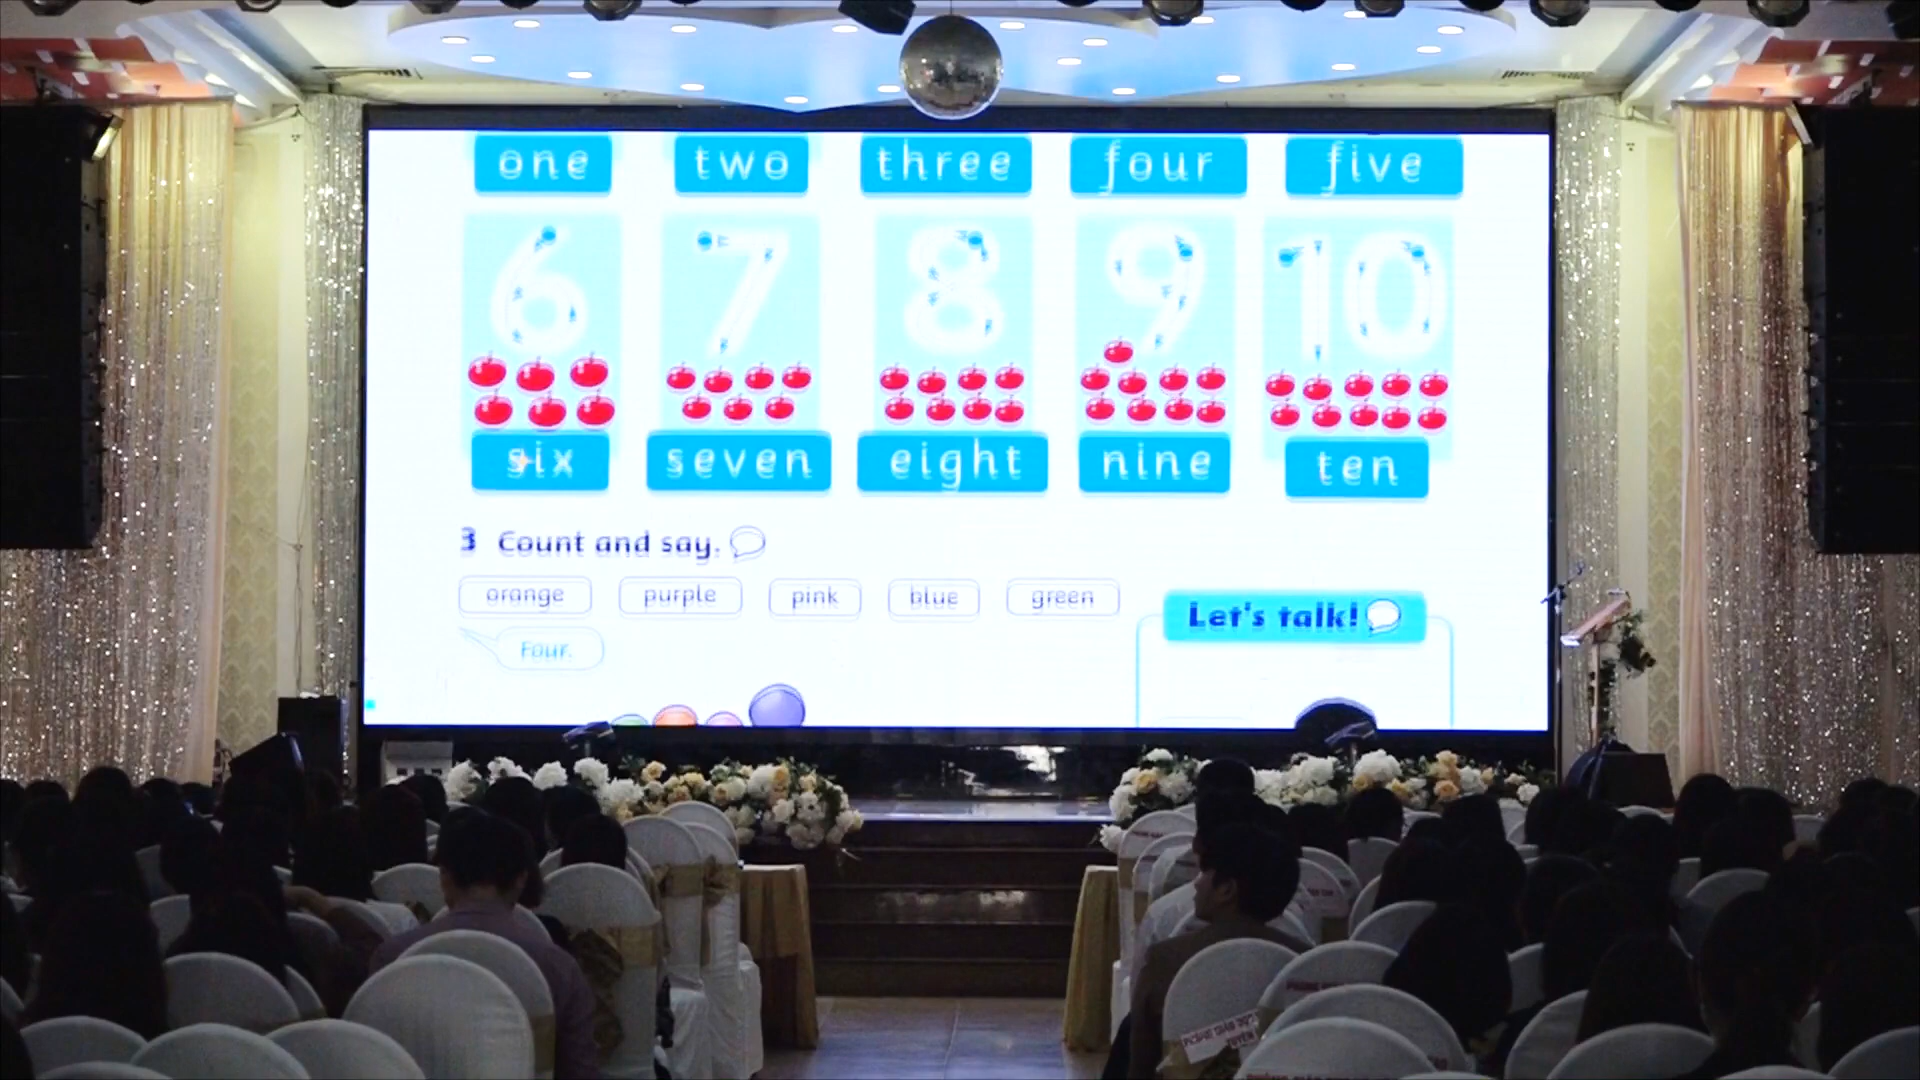 one two three four five
6 7 8 9 10
six seven eight nine ten
3 Count and say.
orange purple pink blue green
Let's talk!
Four.